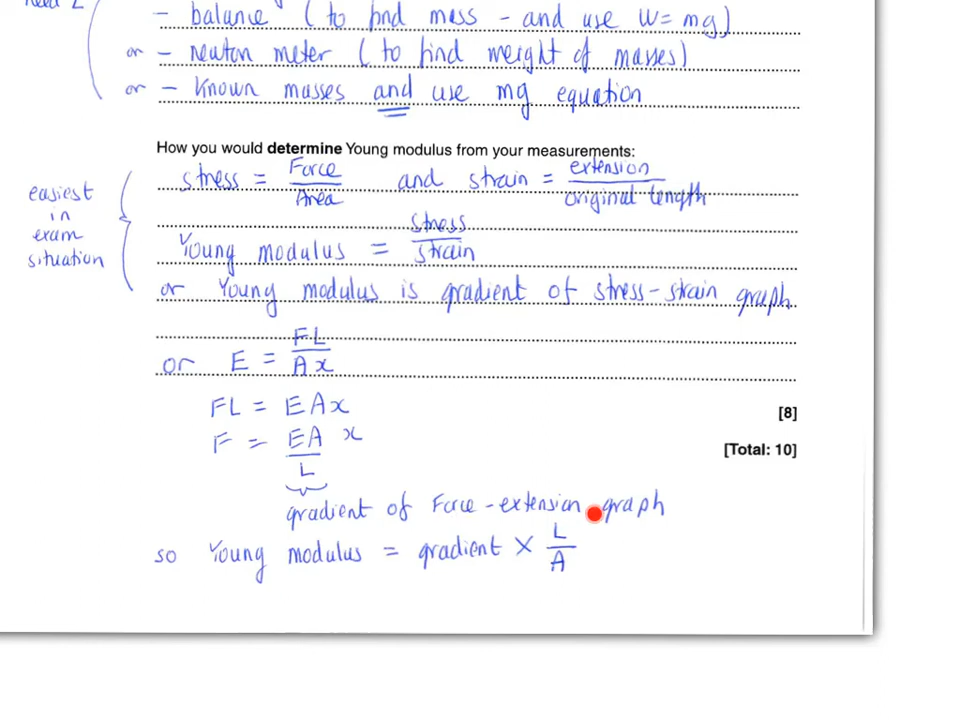 need 2
- balance (to find mass - and use W = mg)
or - newton meter (to find weight of masses)
or - known masses and use mg equation
How you would determine Young modulus from your measurements:
stress = Force/Area and strain = extension/original length
easiest in exam situation
Young modulus = stress/strain
or Young modulus is gradient of stress-strain graph
or E = FL/Ax
FL = EAx
[8]
F = EA/L x
[Total: 10]
gradient of Force-extension graph
so Young modulus = gradient × L/A